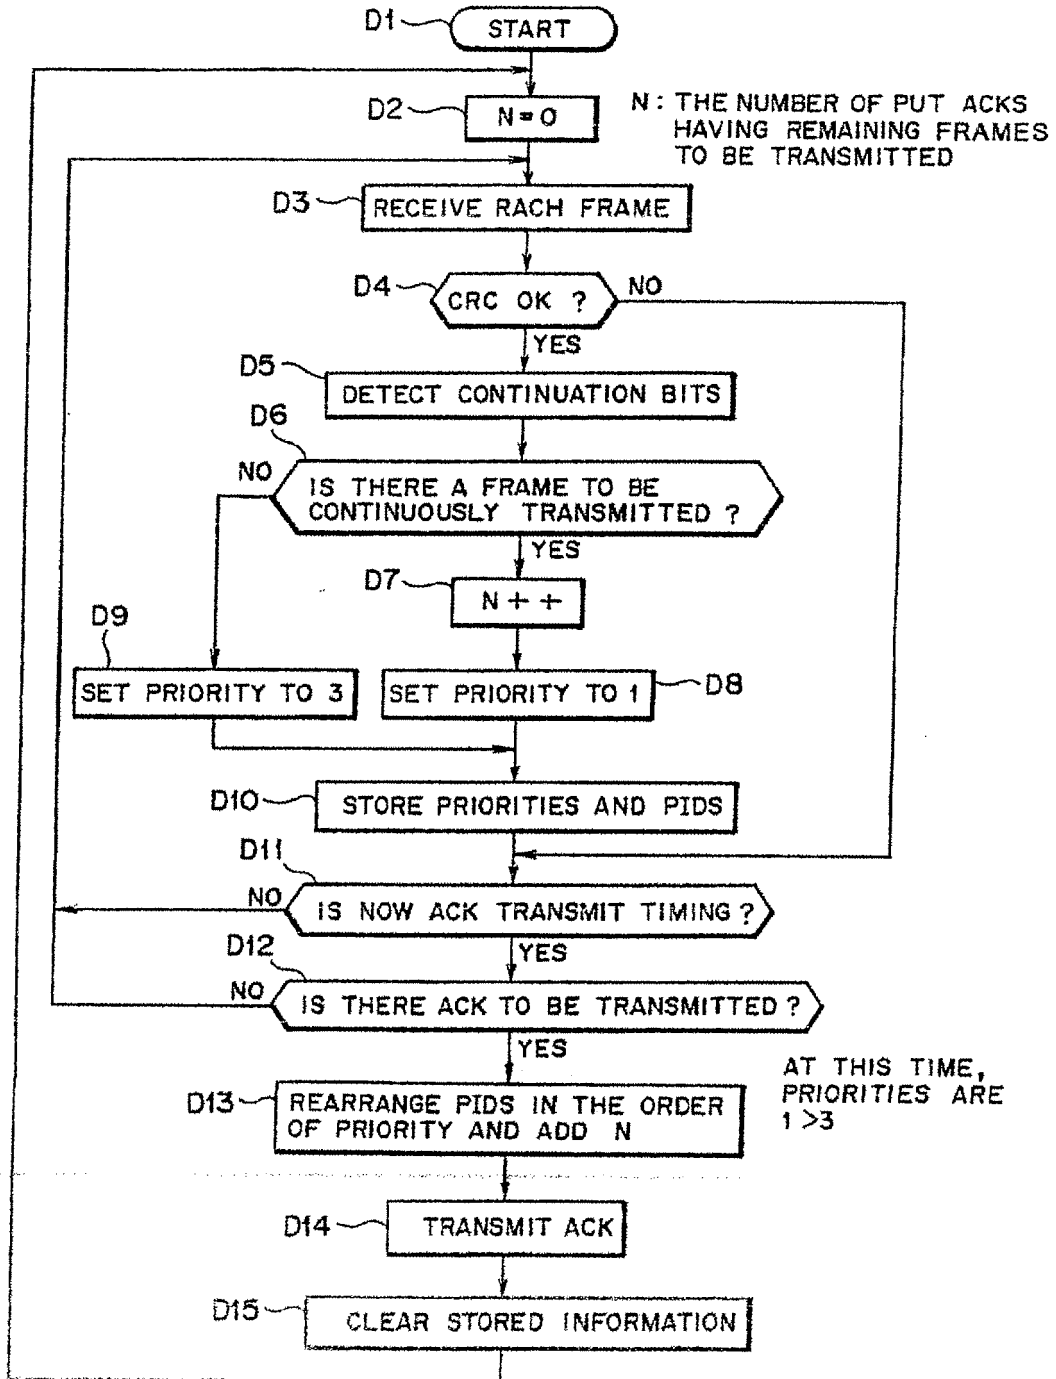 D1
START
D2
N=0
N: THE NUMBER OF PUT ACKS
HAVING REMAINING FRAMES
TO BE TRANSMITTED
D3
RECEIVE RACH FRAME
D4
CRC OK ?
NO
YES
D5
DETECT CONTINUATION BITS
D6
NO
IS THERE A FRAME TO BE
CONTINUOUSLY TRANSMITTED ?
YES
D7
N + +
D9
SET PRIORITY TO 3
SET PRIORITY TO 1
D8
D10
STORE PRIORITIES AND PIDS
D11
NO
IS NOW ACK TRANSMIT TIMING ?
YES
D12
NO
IS THERE ACK TO BE TRANSMITTED ?
YES
AT THIS TIME,
PRIORITIES ARE
1 >3
D13
REARRANGE PIDS IN THE ORDER
OF PRIORITY AND ADD N
D14
TRANSMIT ACK
D15
CLEAR STORED INFORMATION